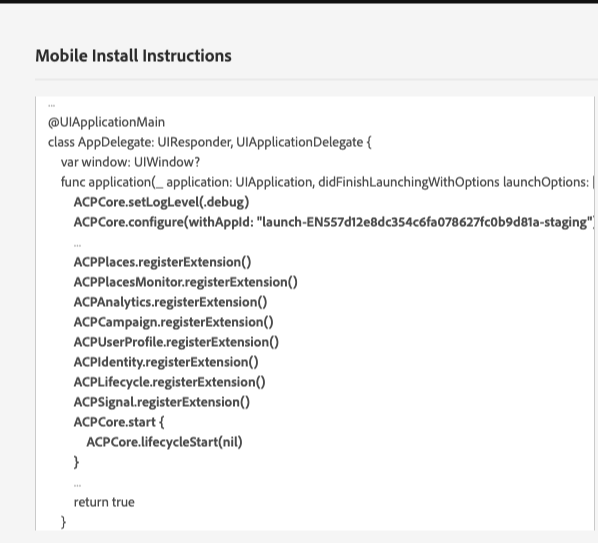 Mobile Install Instructions
...
@UIApplicationMain
class AppDelegate: UIResponder, UIApplicationDelegate {
var window: UIWindow?
func application(_ application: UIApplication, didFinishLaunchingWithOptions launchOptions: [
ACPCore.setLogLevel(.debug)
ACPCore.configure(withAppId: "launch-EN557d12e8dc354c6fa078627fc0b9d81a-staging")
...
ACPPlaces.registerExtension()
ACPPlacesMonitor.registerExtension()
ACPAnalytics.registerExtension()
ACPCampaign.registerExtension()
ACPUserProfile.registerExtension()
ACPIdentity.registerExtension()
ACPLifecycle.registerExtension()
ACPSignal.registerExtension()
ACPCore.start {
ACPCore.lifecycleStart(nil)
}
...
return true
}